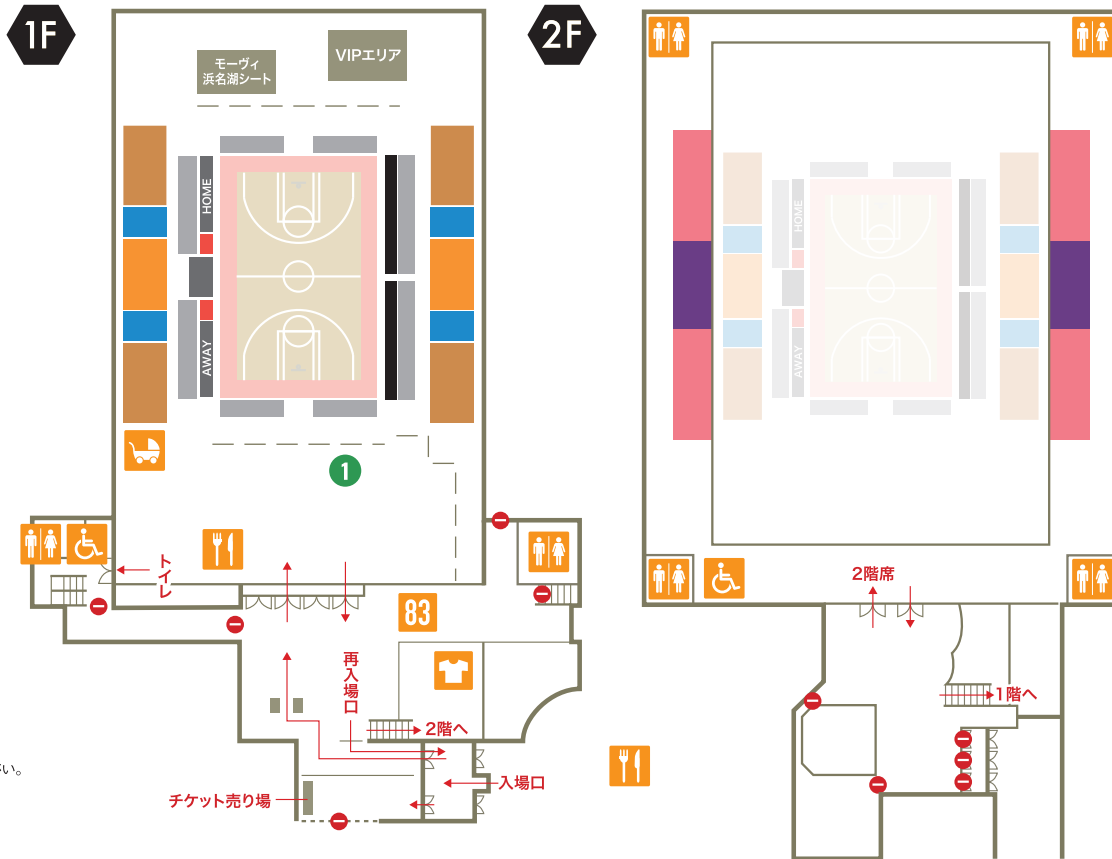 1F
モーヴィ
浜名湖シート
VIPエリア
HOME
AWAY
1
トイレ
83
再入場口
2階へ
入場口
チケット売り場
い。
2F
HOME
AWAY
2階席
1階へ